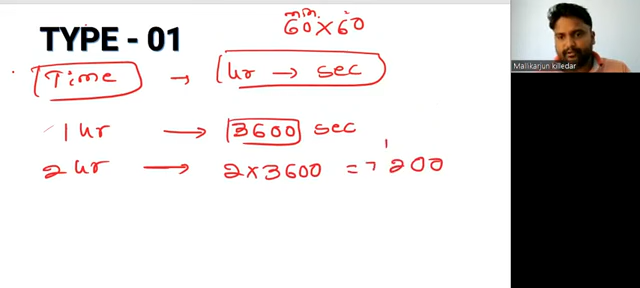 min.
60 × 60
TYPE - 01
Time → hr → sec
1 hr → 3600 sec
2 hr → 2 × 3600 = 7200
Mallikarjun killedar